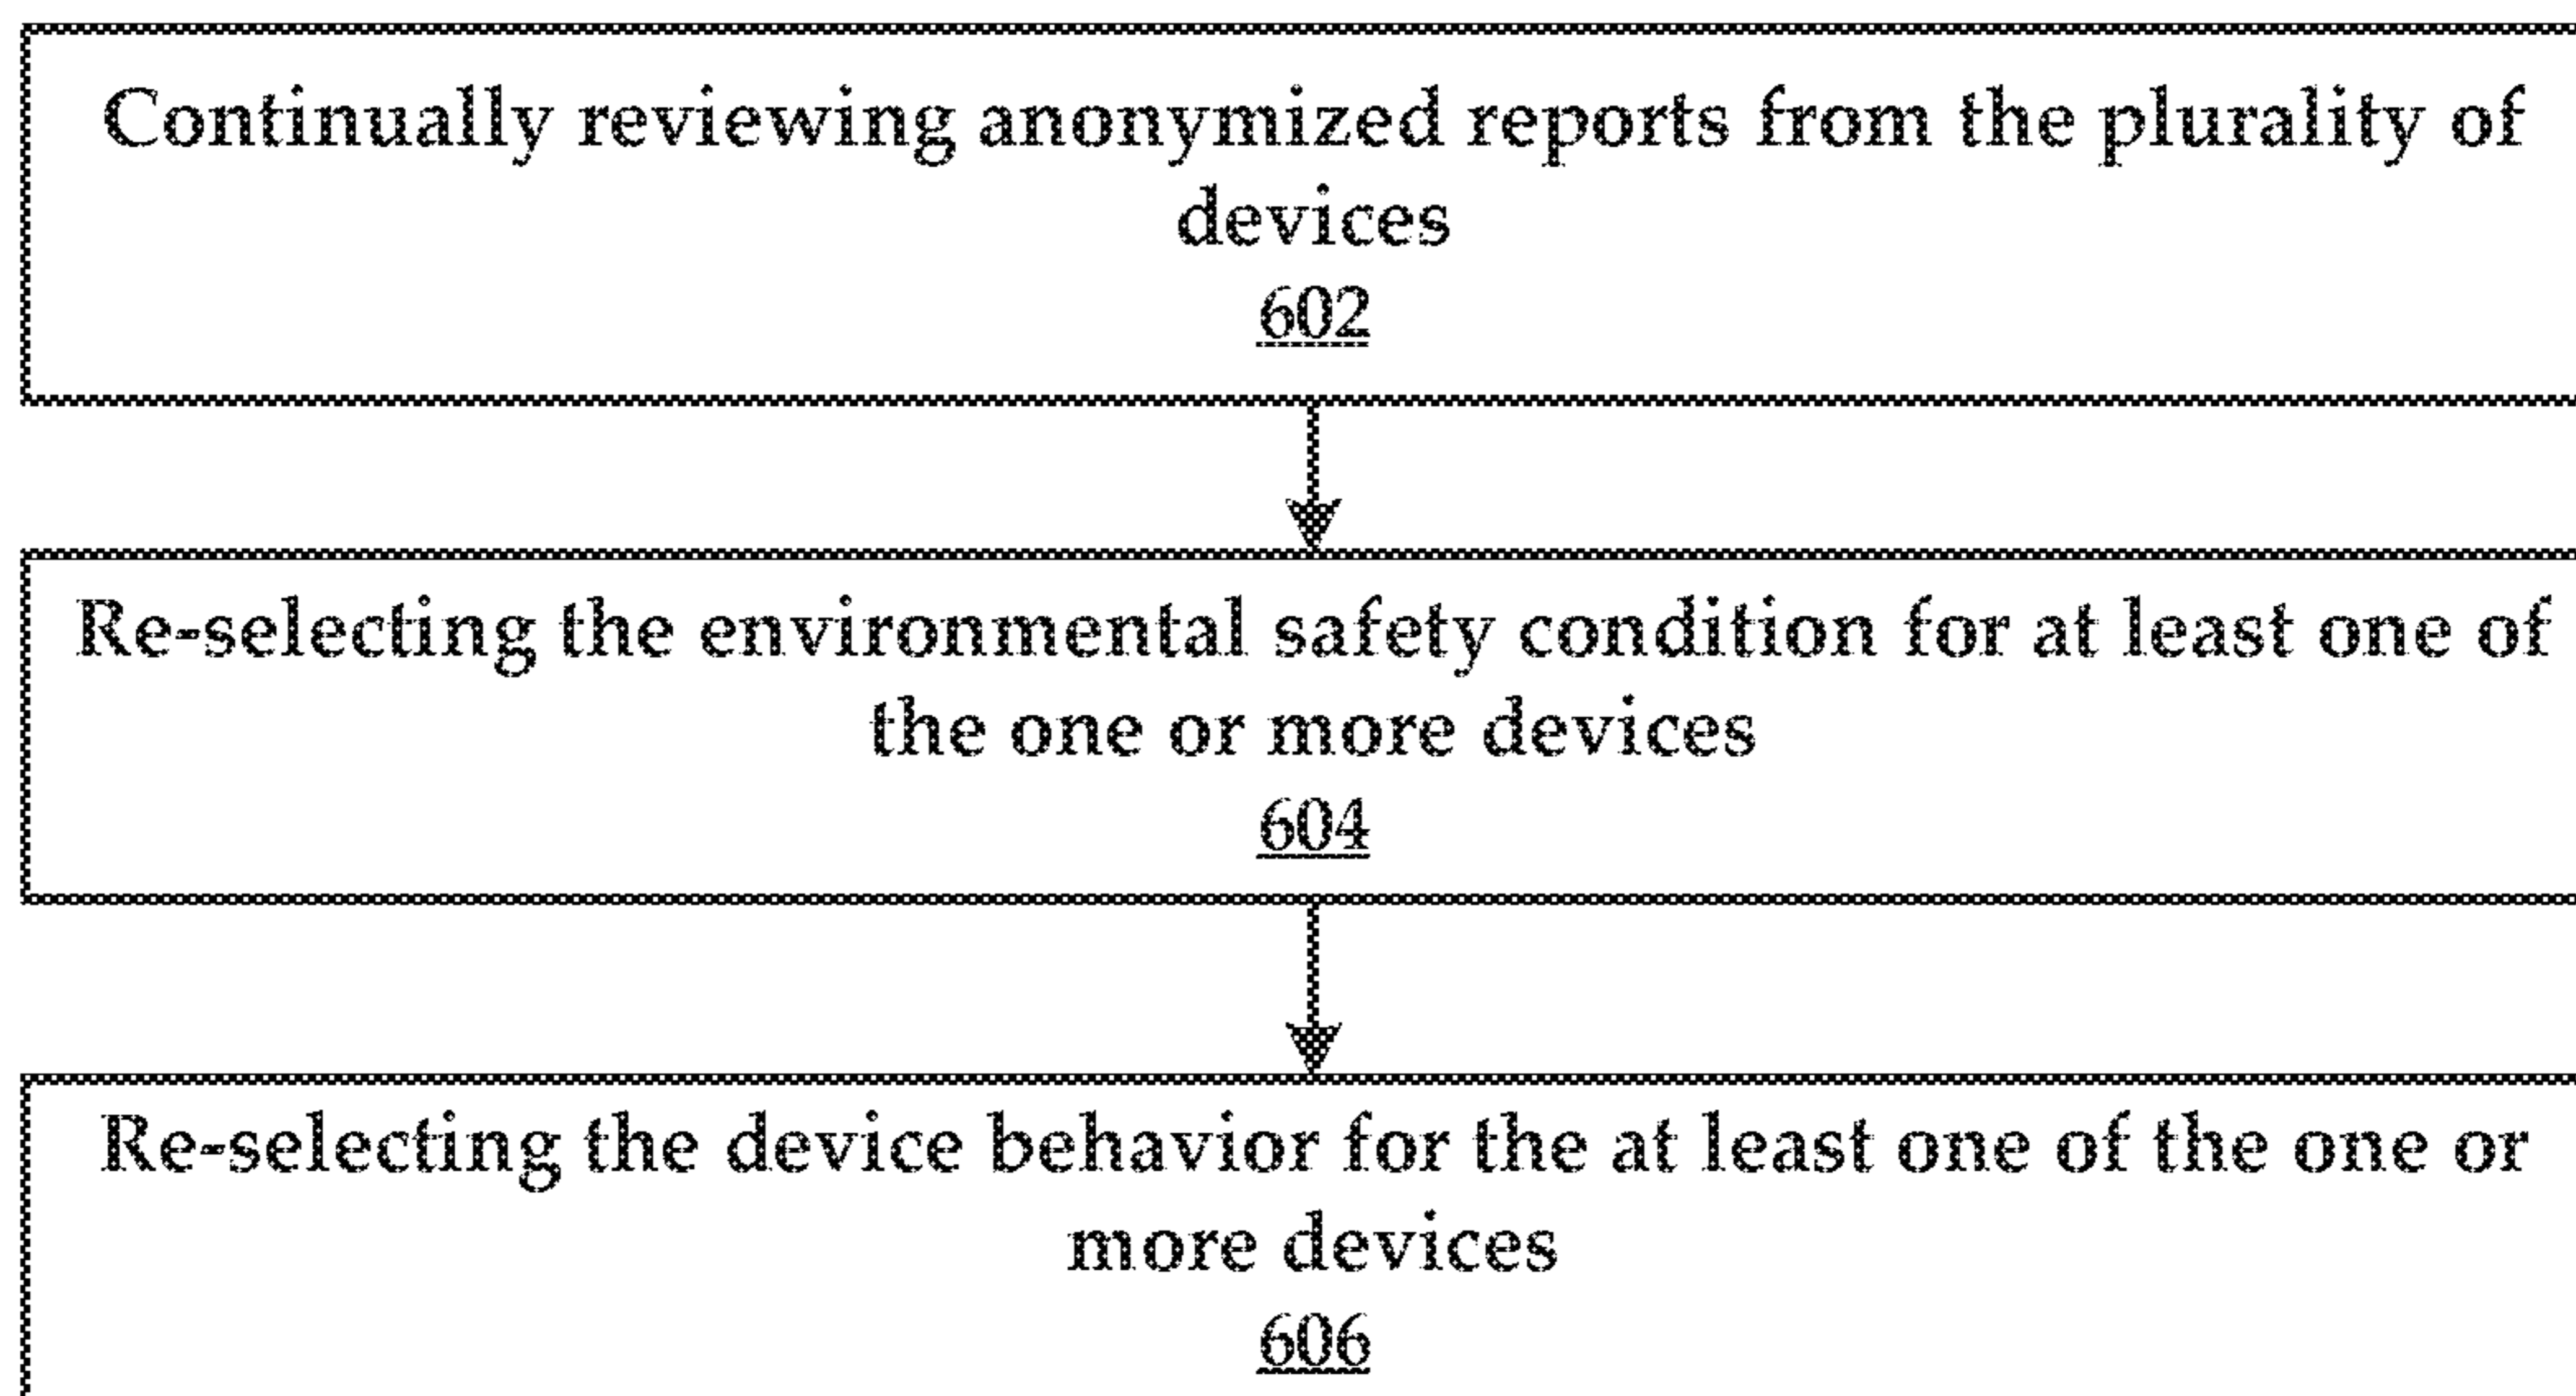 Continually reviewing anonymized reports from the plurality of
devices
602
Re-selecting the environmental safety condition for at least one of
the one or more devices
604
Re-selecting the device behavior for the at least one of the one or
more devices
606